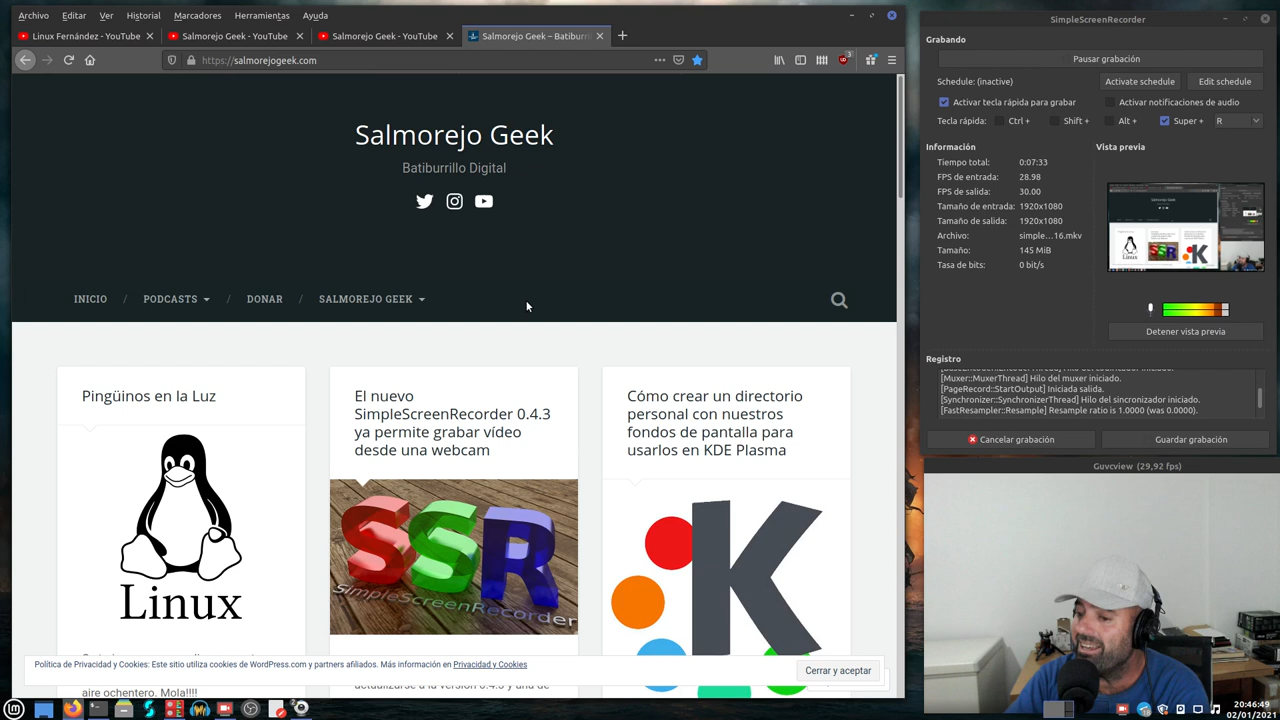 Archivo Editar Ver Historial Marcadores Herramientas Ayuda
Linux Fernández - YouTube
Salmorejo Geek - YouTube
Salmorejo Geek - YouTube
Salmorejo Geek – Batiburri
https://salmorejogeek.com
3
Salmorejo Geek
Batiburrillo Digital
INICIO / PODCASTS / DONAR / SALMOREJO GEEK
Pingüinos en la Luz
Linux
El nuevo
SimpleScreenRecorder 0.4.3
ya permite grabar vídeo
desde una webcam
SSR
SimpleScreenRecorder
Cómo crear un directorio
personal con nuestros
fondos de pantalla para
usarlos en KDE Plasma
K
Política de Privacidad y Cookies: Este sitio utiliza cookies de WordPress.com y partners afiliados. Más información en Privacidad y Cookies
Cerrar y aceptar
aire ochentero. Mola!!!!
SimpleScreenRecorder
Grabando
Pausar grabación
Schedule: (inactive)
Activate schedule
Edit schedule
Activar tecla rápida para grabar
Activar notificaciones de audio
Tecla rápida: Ctrl + Shift + Alt + Super + R
Información
Tiempo total: 0:07:33
FPS de entrada: 28.98
FPS de salida: 30.00
Tamaño de entrada: 1920x1080
Tamaño de salida: 1920x1080
Archivo: simple...16.mkv
Tamaño: 145 MiB
Tasa de bits: 0 bit/s
Vista previa
Detener vista previa
Registro
[Muxer::MuxerThread] Hilo del muxer iniciado.
[PageRecord::StartOutput] Iniciada salida.
[Synchronizer::SynchronizerThread] Hilo del sincronizador iniciado.
[FastResampler::Resample] Resample ratio is 1.0000 (was 0.0000).
Cancelar grabación
Guardar grabación
Guvcview (29,92 fps)
20:46:49
02/01/2021